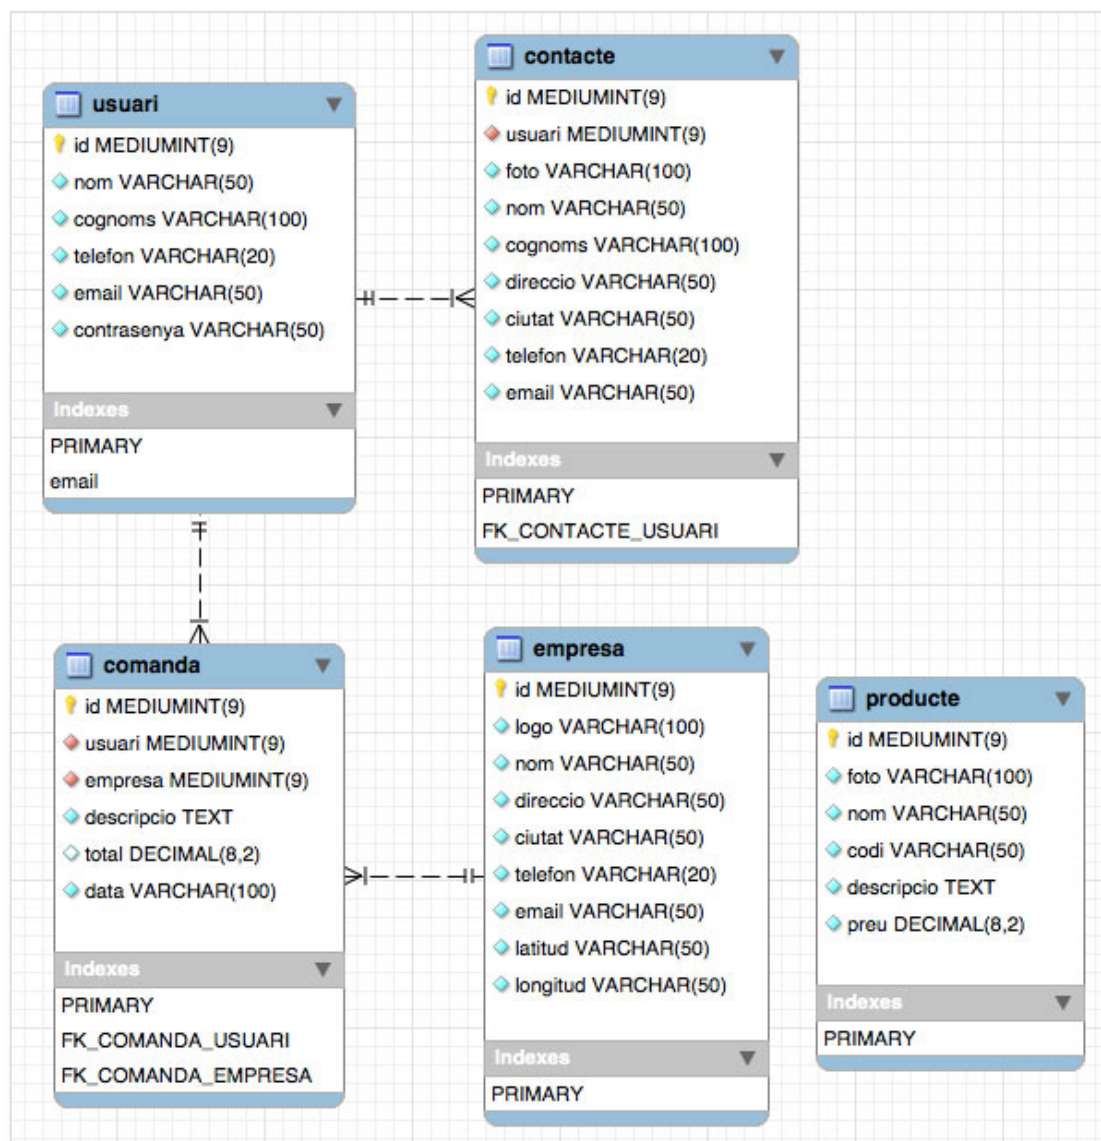 usuari
id MEDIUMINT(9)
nom VARCHAR(50)
cognoms VARCHAR(100)
telefon VARCHAR(20)
email VARCHAR(50)
contrasenya VARCHAR(50)
Indexes
PRIMARY
email
contacte
id MEDIUMINT(9)
usuari MEDIUMINT(9)
foto VARCHAR(100)
nom VARCHAR(50)
cognoms VARCHAR(100)
direccio VARCHAR(50)
ciutat VARCHAR(50)
telefon VARCHAR(20)
email VARCHAR(50)
Indexes
PRIMARY
FK_CONTACTE_USUARI
comanda
id MEDIUMINT(9)
usuari MEDIUMINT(9)
empresa MEDIUMINT(9)
descripcio TEXT
total DECIMAL(8,2)
data VARCHAR(100)
Indexes
PRIMARY
FK_COMANDA_USUARI
FK_COMANDA_EMPRESA
empresa
id MEDIUMINT(9)
logo VARCHAR(100)
nom VARCHAR(50)
direccio VARCHAR(50)
ciutat VARCHAR(50)
telefon VARCHAR(20)
email VARCHAR(50)
latitud VARCHAR(50)
longitud VARCHAR(50)
Indexes
PRIMARY
producte
id MEDIUMINT(9)
foto VARCHAR(100)
nom VARCHAR(50)
codi VARCHAR(50)
descripcio TEXT
preu DECIMAL(8,2)
Indexes
PRIMARY